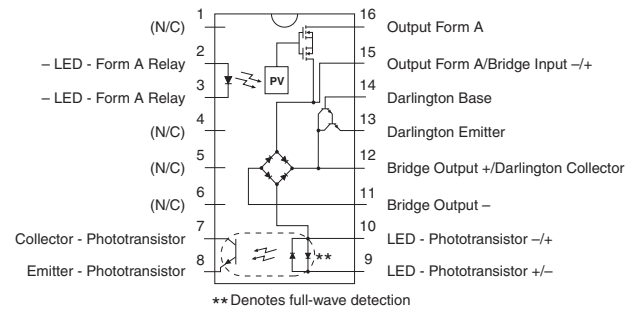 1
(N/C)
16
Output Form A
2
– LED - Form A Relay
15
Output Form A/Bridge Input –/+
PV
3
– LED - Form A Relay
14
Darlington Base
4
(N/C)
13
Darlington Emitter
5
(N/C)
12
Bridge Output +/Darlington Collector
6
(N/C)
11
Bridge Output –
7
Collector - Phototransistor
10
LED - Phototransistor –/+
8
Emitter - Phototransistor
**
9
LED - Phototransistor +/–
** Denotes full-wave detection